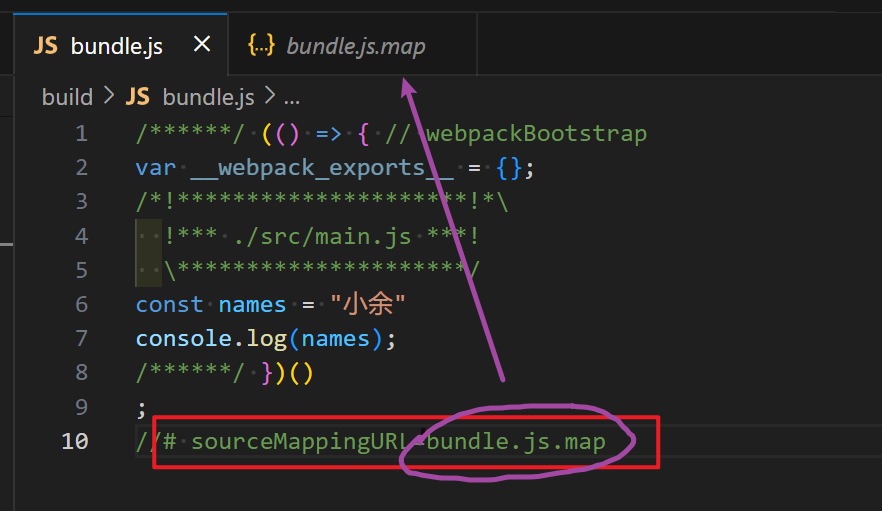 JS bundle.js × {...} bundle.js.map
build > JS bundle.js > ...
1 /******/ (() => { // webpackBootstrap
2 var __webpack_exports__ = {};
3 /*!*********************!*\
4   !*** ./src/main.js ***!
5   \*********************/
6 const names = "小余"
7 console.log(names);
8 /******/ })()
9 ;
10 //# sourceMappingURL=bundle.js.map